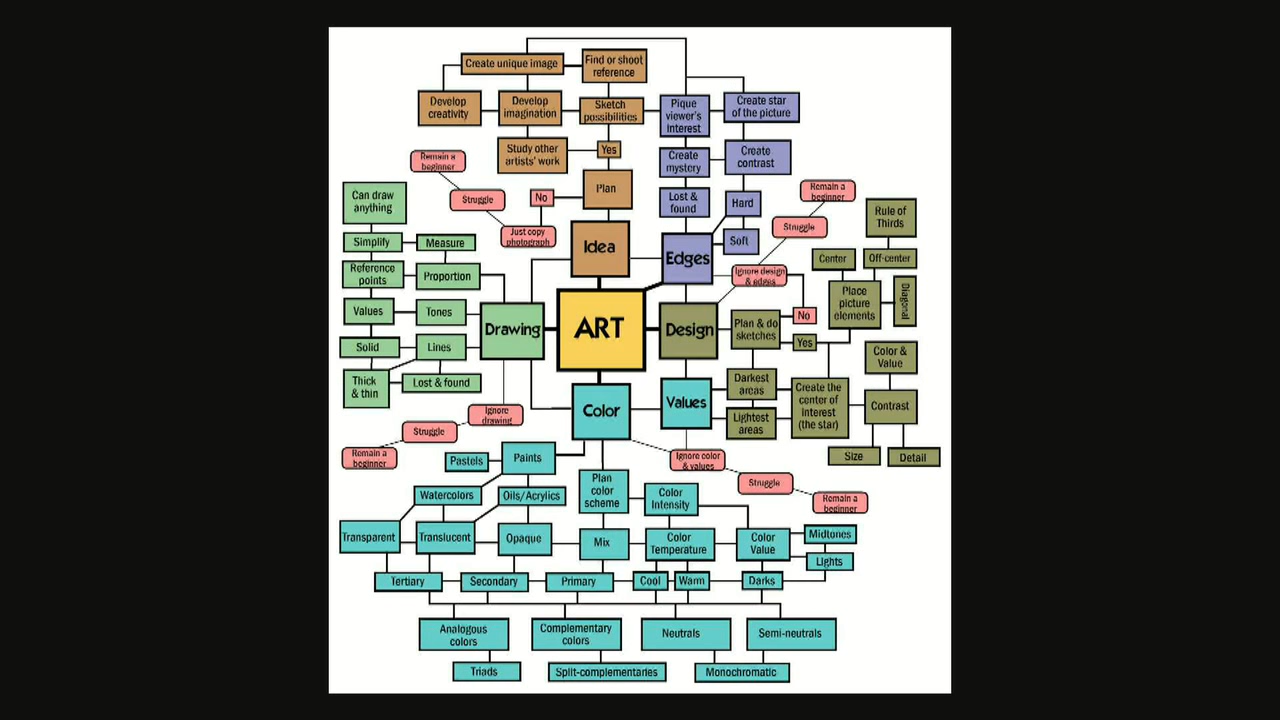 Create unique image
Find or shoot
reference
Develop
creativity
Develop
imagination
Sketch
possibilities
Pique
viewer's
interest
Create star
of the picture
Study other
artists' work
Yes
Create
mystery
Create
contrast
Remain a
beginner
Struggle
No
Plan
Lost &
found
Hard
Remain a
beginner
Can draw
anything
Just copy
photograph
Idea
Edges
Soft
Struggle
Rule of
Thirds
Simplify
Measure
Center
Off-center
Reference
points
Proportion
Ignore design
& edges
Place
picture
elements
Diagonal
Values
Tones
Drawing
ART
Design
Plan & do
sketches
No
Yes
Solid
Lines
Color &
Value
Thick
& thin
Lost & found
Color
Values
Darkest
areas
Lightest
areas
Create the
center of
interest
(the star)
Contrast
Ignore
drawing
Struggle
Remain a
beginner
Size
Detail
Pastels
Paints
Ignore color
& values
Struggle
Remain a
beginner
Watercolors
Oils/Acrylics
Plan
color
scheme
Color
Intensity
Transparent
Translucent
Opaque
Mix
Color
Temperature
Color
Value
Midtones
Lights
Tertiary
Secondary
Primary
Cool
Warm
Darks
Analogous
colors
Complementary
colors
Neutrals
Semi-neutrals
Triads
Split-complementaries
Monochromatic